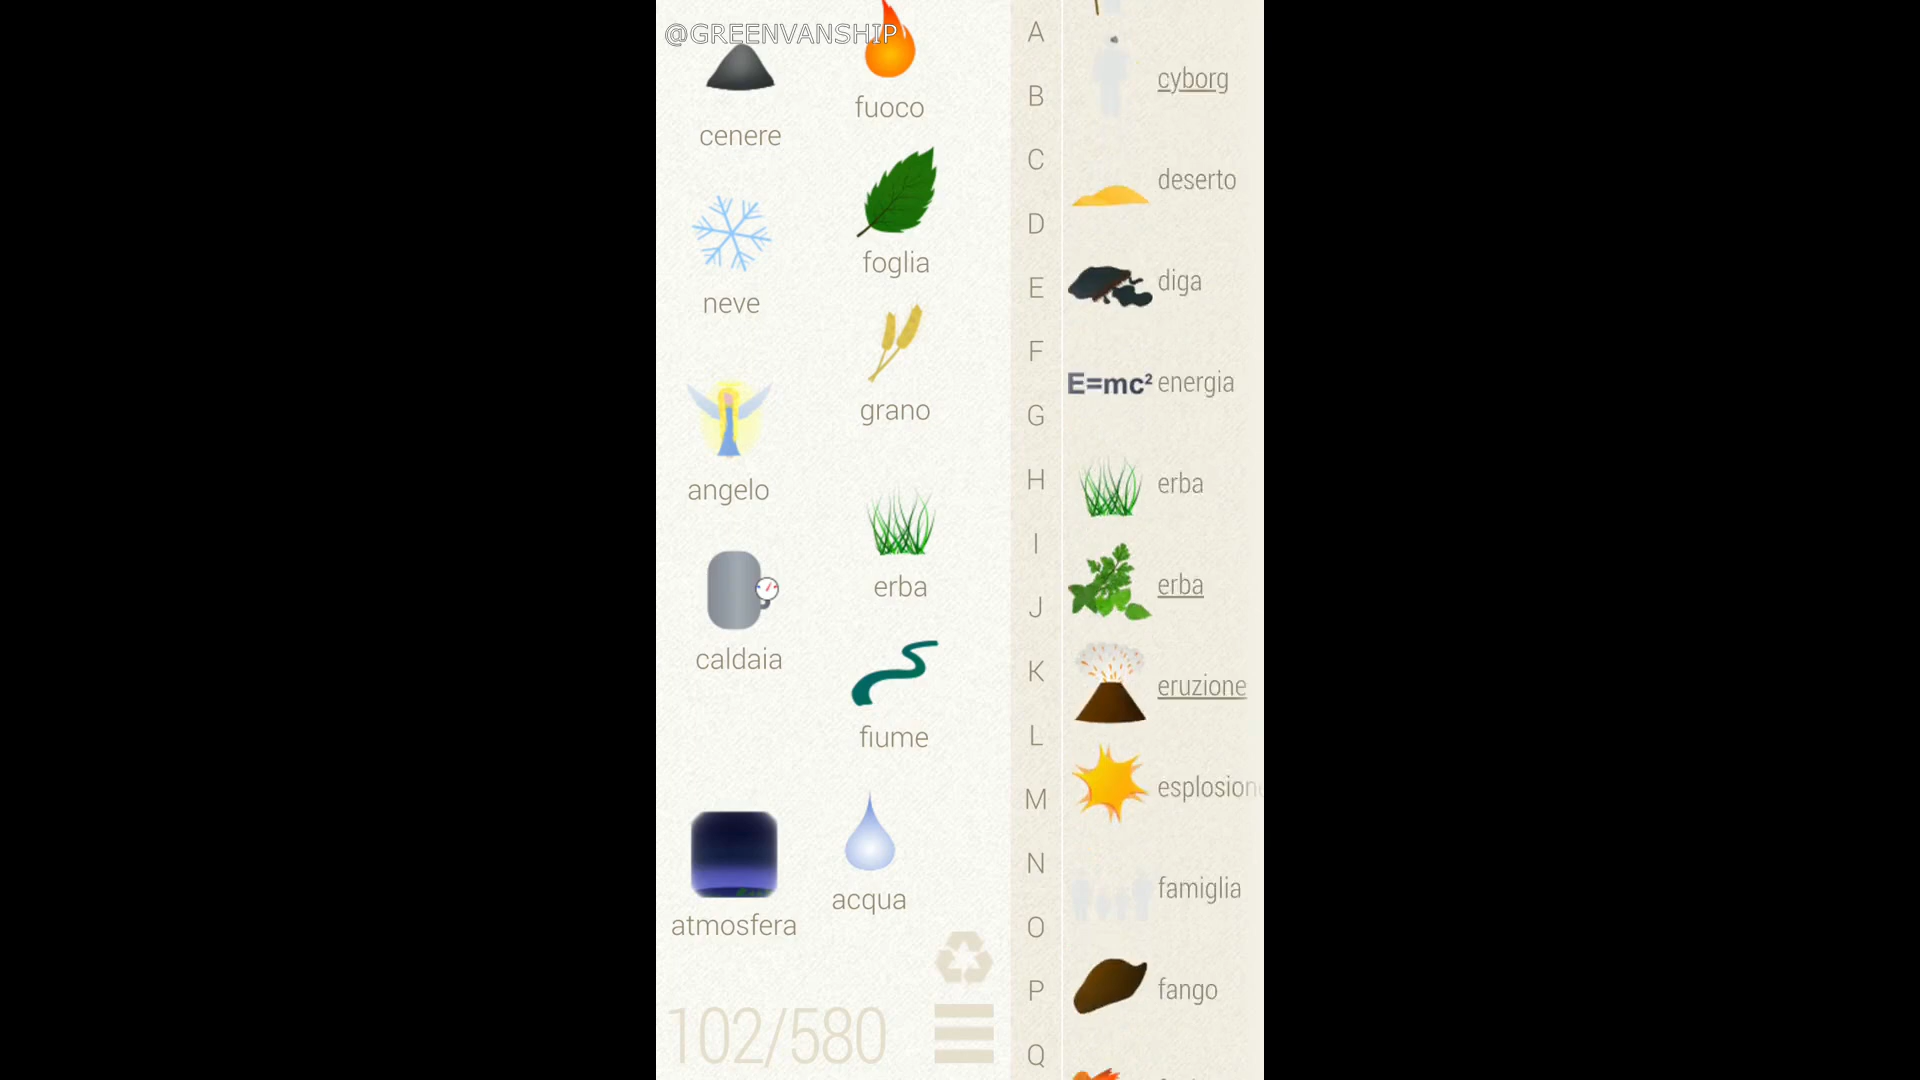 @GREENVANSHIP
cenere
fuoco
neve
foglia
angelo
grano
caldaia
erba
fiume
atmosfera
acqua
102/580
A
B
C
D
E
F
G
H
I
J
K
L
M
N
O
P
Q
cyborg
deserto
diga
E=mc² energia
erba
erba
eruzione
esplosione
famiglia
fango